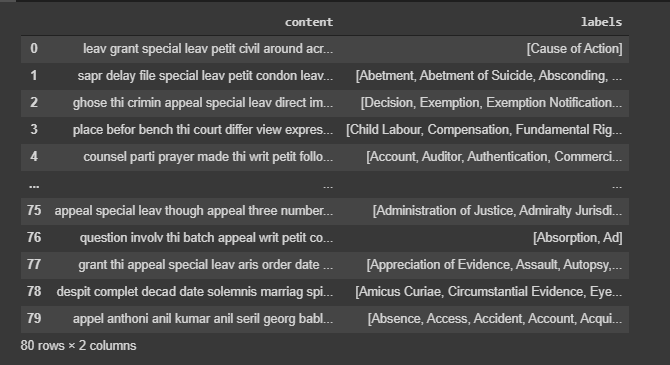 content labels
0 leav grant special leav petit civil around acr... [Cause of Action]
1 sapr delay file special leav petit condon leav... [Abetment, Abetment of Suicide, Absconding, ...
2 ghose thi crimin appeal special leav direct im... [Decision, Exemption, Exemption Notification...
3 place befor bench thi court differ view expres... [Child Labour, Compensation, Fundamental Rig...
4 counsel parti prayer made thi writ petit follo... [Account, Auditor, Authentication, Commerci...
... ... ...
75 appeal special leav though appeal three number... [Administration of Justice, Admiralty Jurisdi...
76 question involv thi batch appeal writ petit co... [Absorption, Ad]
77 grant thi appeal special leav aris order date ... [Appreciation of Evidence, Assault, Autopsy,...
78 despit complet decad date solemnis marriag spi... [Amicus Curiae, Circumstantial Evidence, Eye...
79 appel anthoni anil kumar anil seril georg babl... [Absence, Access, Accident, Account, Acqui...
80 rows × 2 columns